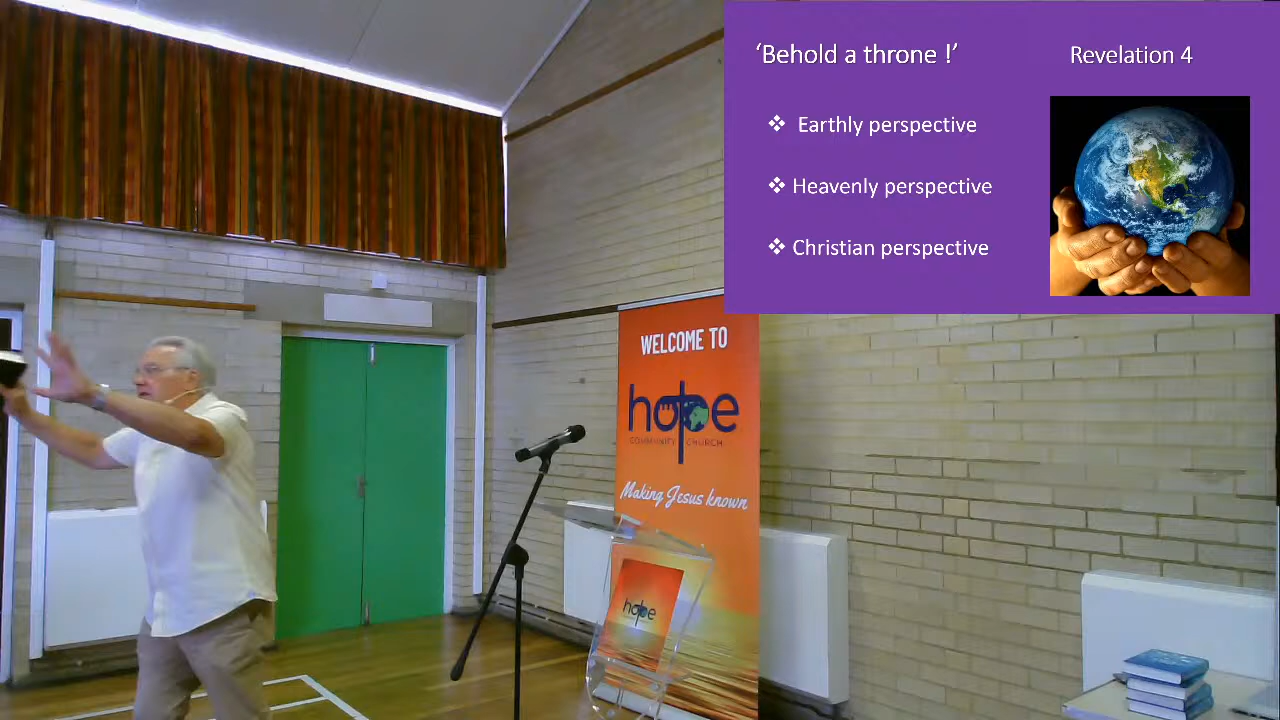 ‘Behold a throne !’ Revelation 4
❖ Earthly perspective
❖ Heavenly perspective
❖ Christian perspective
WELCOME TO
hope
COMMUNITY CHURCH
Making Jesus known
hope